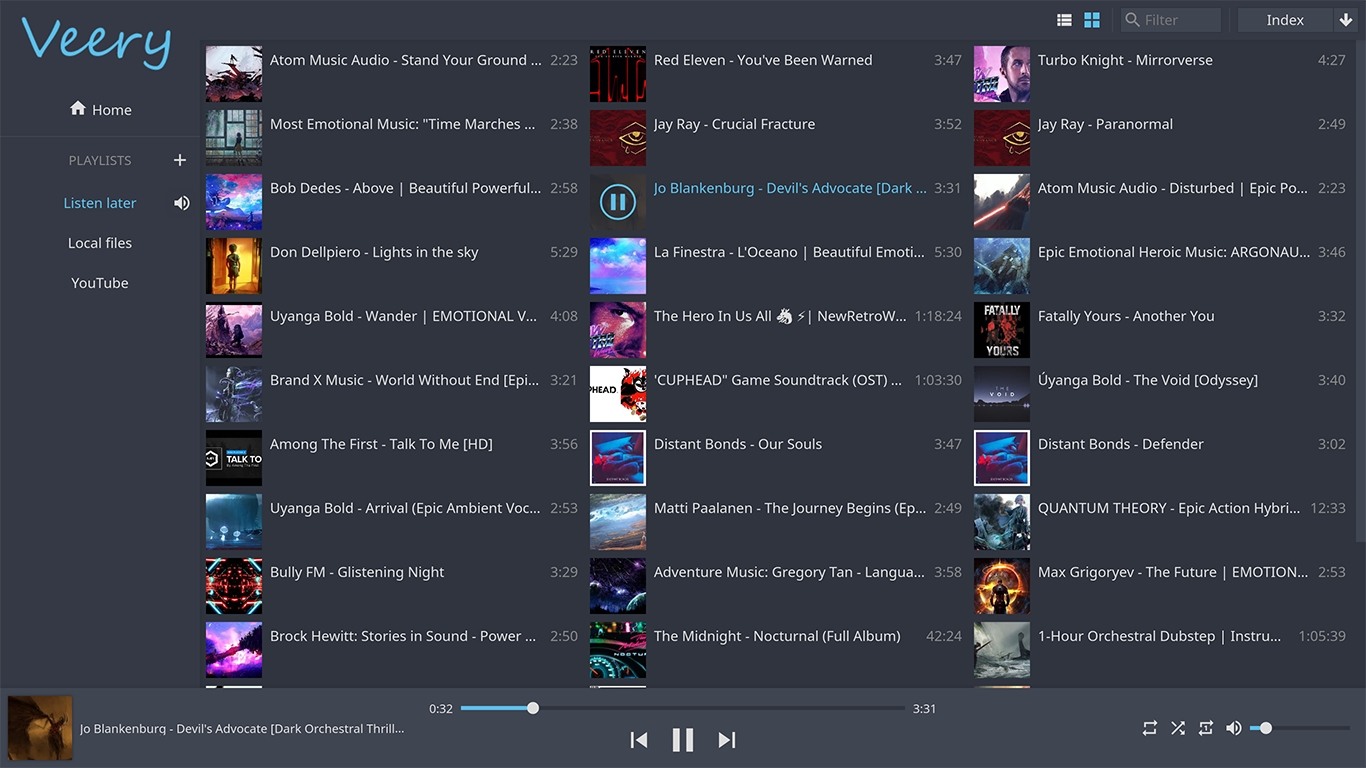 Veery
Filter
Index
Home
PLAYLISTS
Listen later
Local files
YouTube
Atom Music Audio - Stand Your Ground ... 2:23
Red Eleven - You've Been Warned 3:47
Turbo Knight - Mirrorverse 4:27
Most Emotional Music: "Time Marches ... 2:38
Jay Ray - Crucial Fracture 3:52
Jay Ray - Paranormal 2:49
Bob Dedes - Above | Beautiful Powerful... 2:58
Jo Blankenburg - Devil's Advocate [Dark ... 3:31
Atom Music Audio - Disturbed | Epic Po... 2:23
Don Dellpiero - Lights in the sky 5:29
La Finestra - L'Oceano | Beautiful Emoti... 5:30
Epic Emotional Heroic Music: ARGONAU... 3:46
Uyanga Bold - Wander | EMOTIONAL V... 4:08
The Hero In Us All 🐲⚡| NewRetroW... 1:18:24
FATALLY
YOURS
Fatally Yours - Another You 3:32
Brand X Music - World Without End [Epi... 3:21
PHEAD
'CUPHEAD" Game Soundtrack (OST) ... 1:03:30
THE
VOID
Úyanga Bold - The Void [Odyssey] 3:40
TALK TO
Among The First - Talk To Me [HD] 3:56
Distant Bonds - Our Souls 3:47
Distant Bonds - Defender 3:02
Uyanga Bold - Arrival (Epic Ambient Voc... 2:53
Matti Paalanen - The Journey Begins (Ep... 2:49
QUANTUM THEORY - Epic Action Hybri... 12:33
Bully FM - Glistening Night 3:29
Adventure Music: Gregory Tan - Langua... 3:58
Max Grigoryev - The Future | EMOTION... 2:53
Brock Hewitt: Stories in Sound - Power ... 2:50
The Midnight - Nocturnal (Full Album) 42:24
1-Hour Orchestral Dubstep | Instru... 1:05:39
Jo Blankenburg - Devil's Advocate [Dark Orchestral Thrill...
0:32
3:31